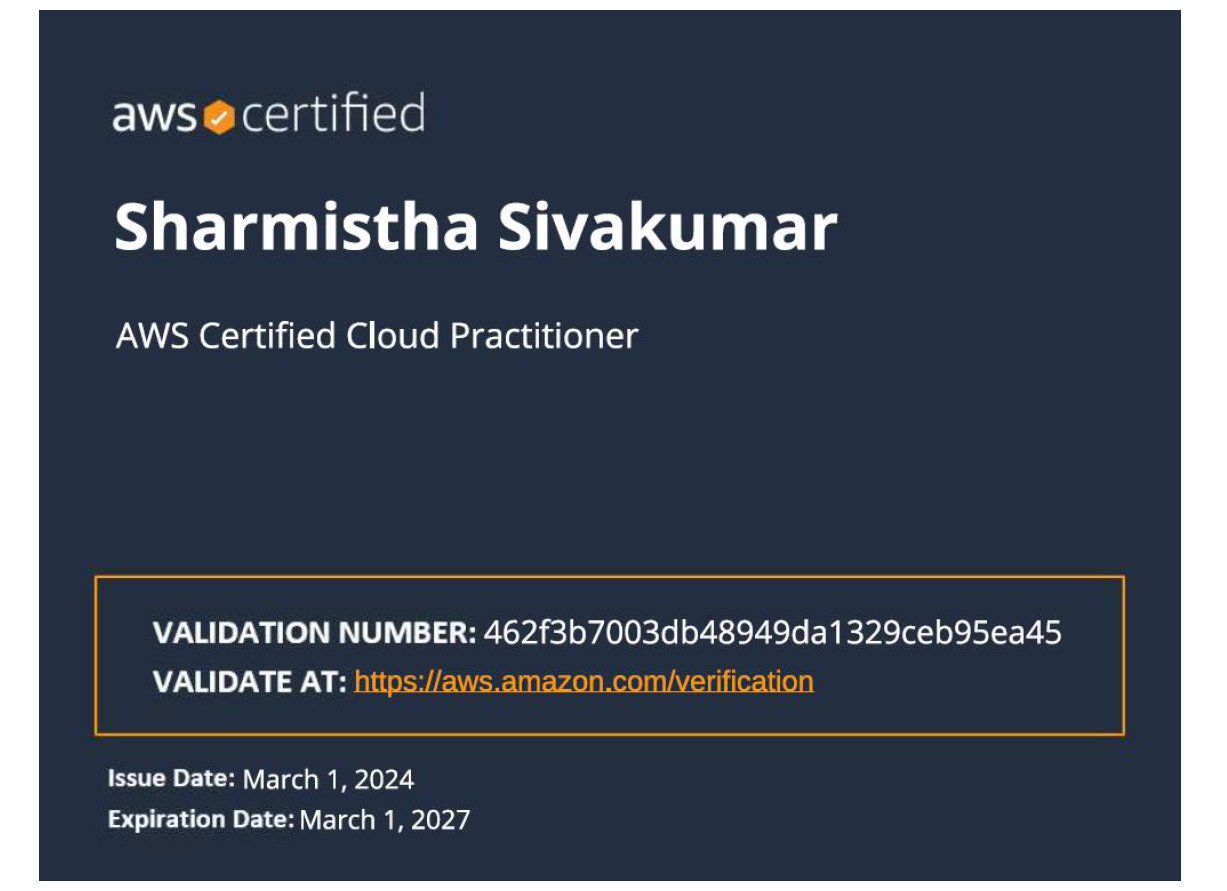 aws certified
Sharmistha Sivakumar
AWS Certified Cloud Practitioner
VALIDATION NUMBER: 462f3b7003db48949da1329ceb95ea45
VALIDATE AT: https://aws.amazon.com/verification
Issue Date: March 1, 2024
Expiration Date: March 1, 2027